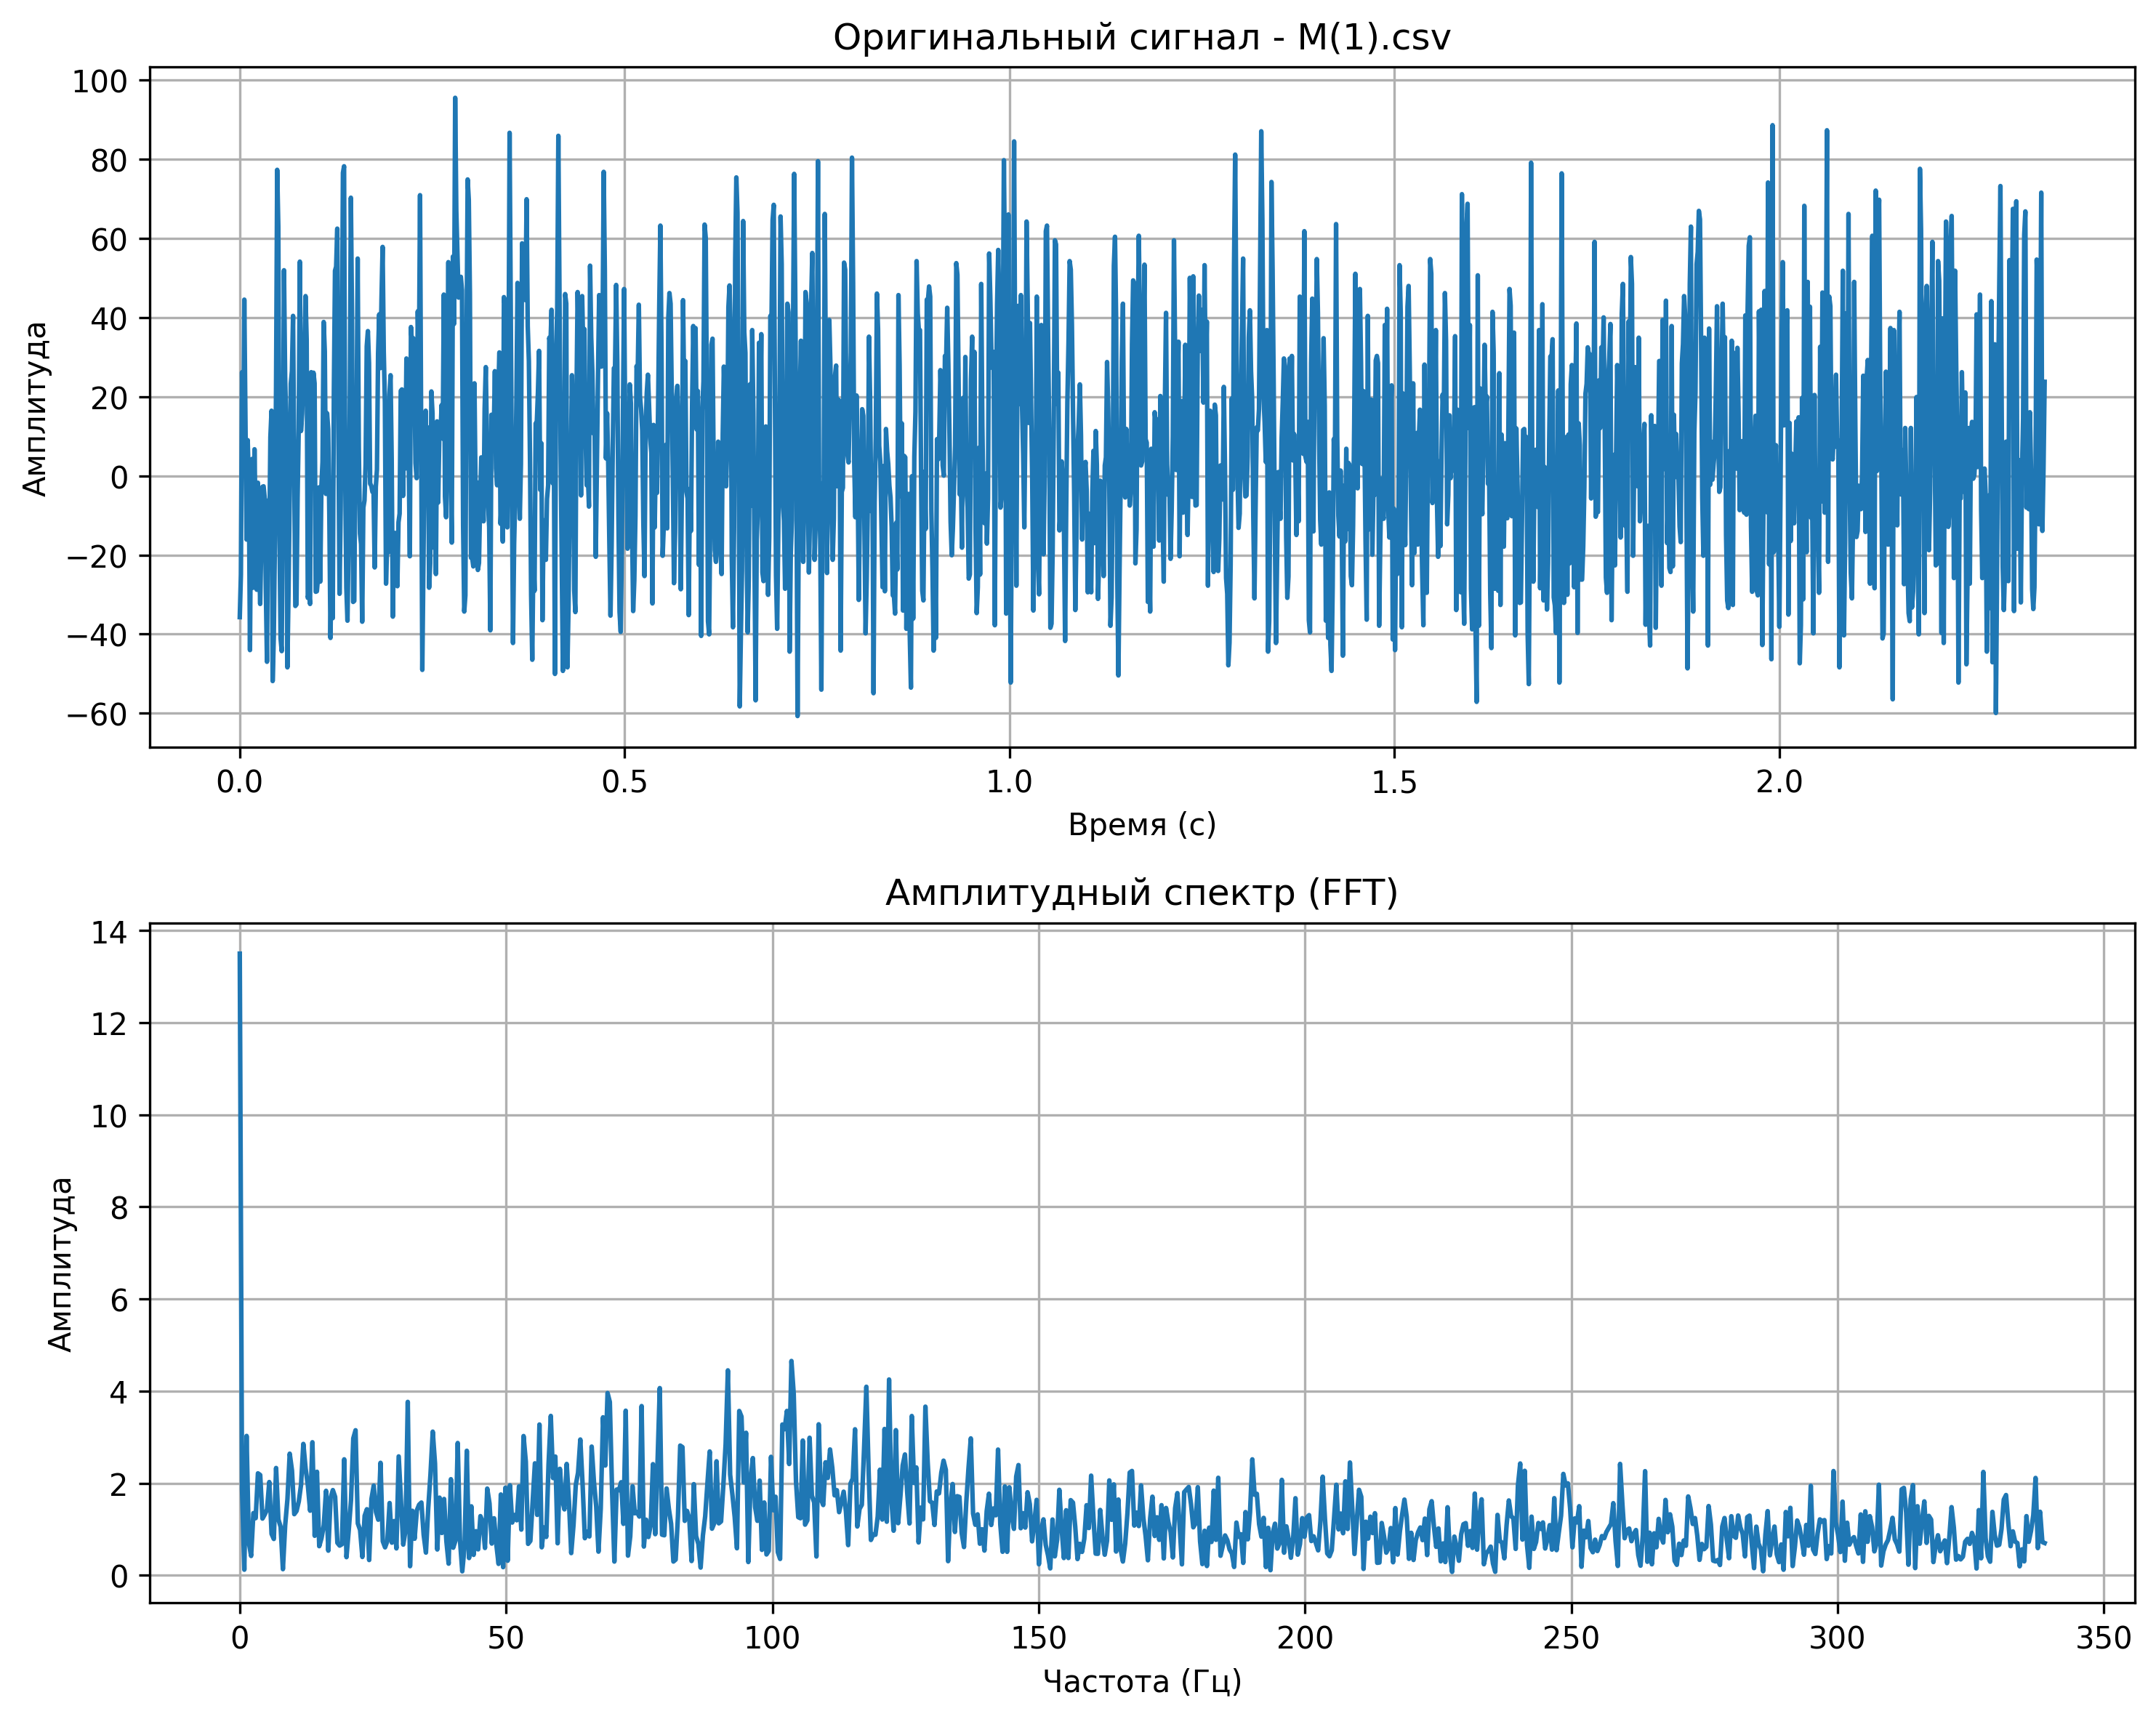 Оригинальный сигнал - M(1).csv
100
80
60
40
20
0
−20
−40
−60
Амплитуда
0.0 0.5 1.0 1.5 2.0
Время (с)
Амплитудный спектр (FFT)
14
12
10
8
6
4
2
0
Амплитуда
0 50 100 150 200 250 300 350
Частота (Гц)